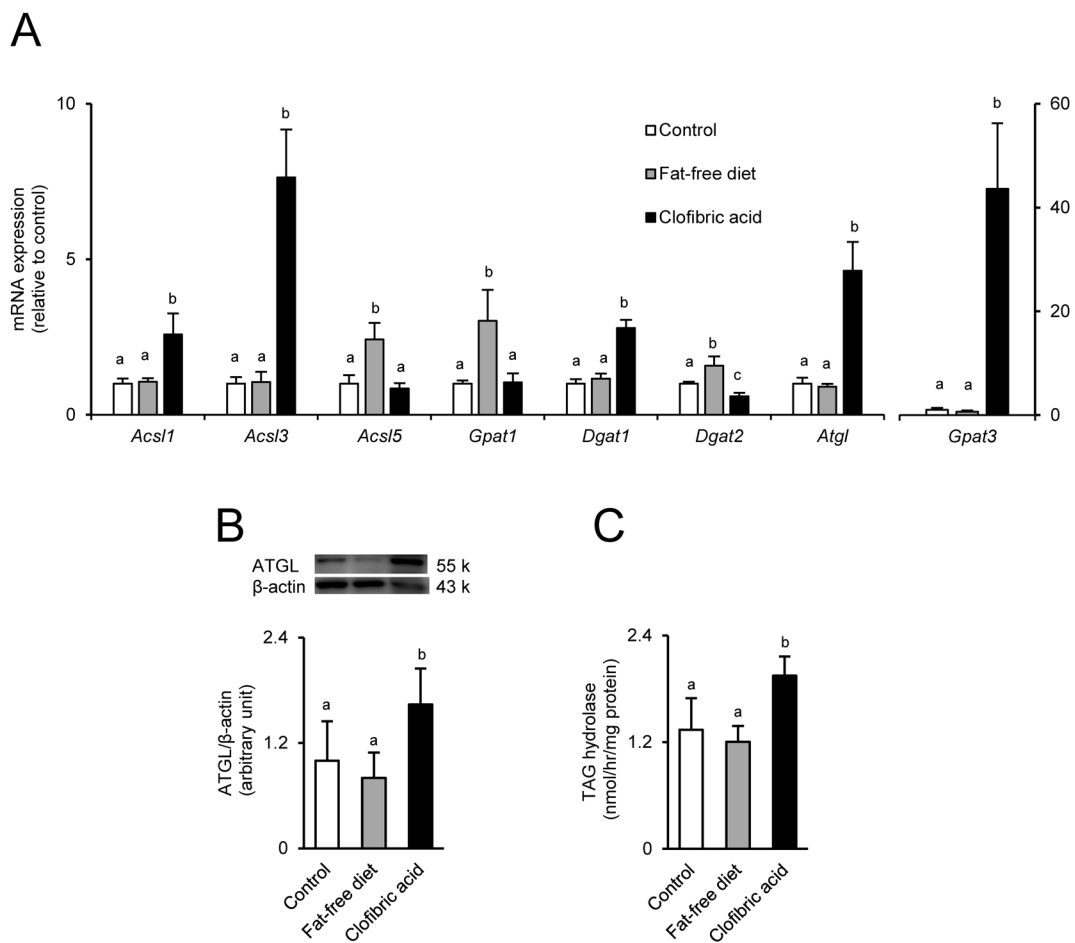 A
mRNA expression
(relative to control)
10
5
0
Control
Fat-free diet
Clofibric acid
60
40
20
0
a a b
a a b
a b a
a b a
a a b
a b c
a a b
a a b
Acsl1 Acsl3 Acsl5 Gpat1 Dgat1 Dgat2 Atgl Gpat3
B
ATGL 55 k
β-actin 43 k
ATGL/β-actin
(arbitrary unit)
2.4
1.2
0
a a b
Control Fat-free diet Clofibric acid
C
TAG hydrolase
(nmol/hr/mg protein)
2.4
1.2
0
a a b
Control Fat-free diet Clofibric acid